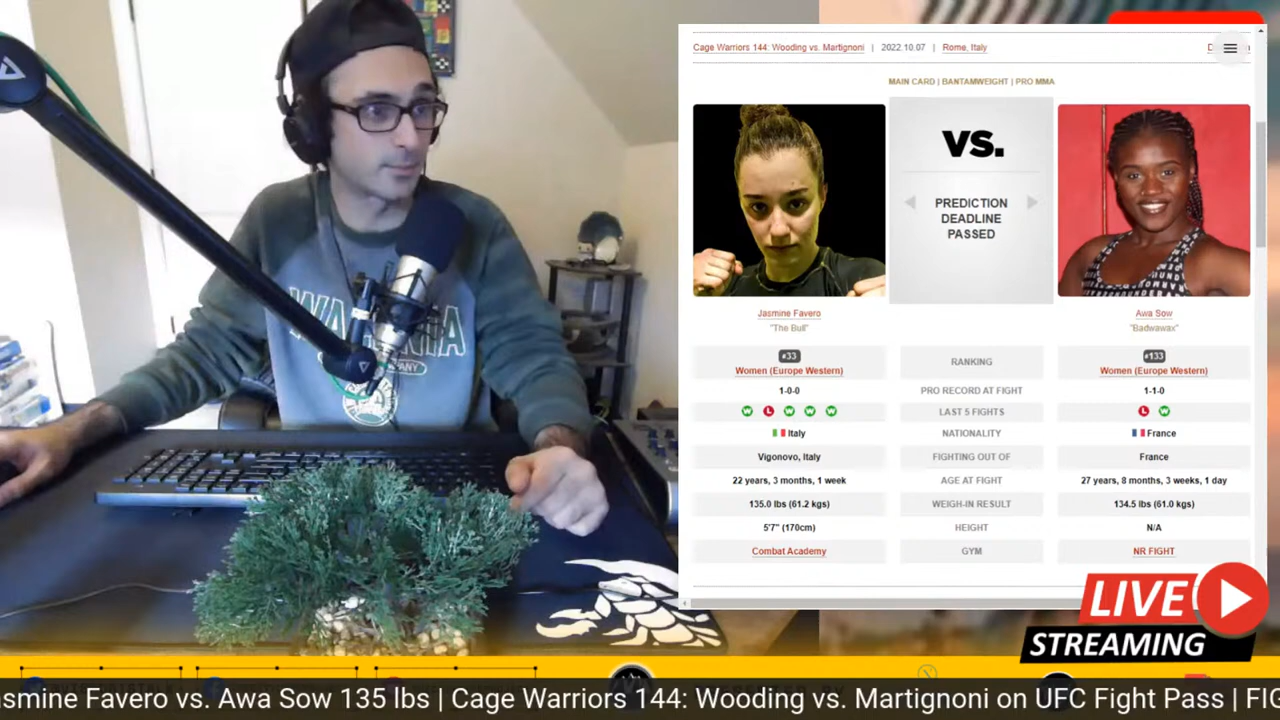 Cage Warriors 144: Wooding vs. Martignoni | 2022.10.07 | Rome, Italy
MAIN CARD | BANTAMWEIGHT | PRO MMA
VS.
PREDICTION
DEADLINE
PASSED
Jasmine Favero Awa Sow
"The Bull" "Badwawax"
#33 RANKING #133
Women (Europe Western) Women (Europe Western)
1-0-0 PRO RECORD AT FIGHT 1-1-0
W L W W W LAST 5 FIGHTS L W
Italy NATIONALITY France
Vigonovo, Italy FIGHTING OUT OF France
22 years, 3 months, 1 week AGE AT FIGHT 27 years, 8 months, 3 weeks, 1 day
135.0 lbs (61.2 kgs) WEIGH-IN RESULT 134.5 lbs (61.0 kgs)
5'7" (170cm) HEIGHT N/A
Combat Academy GYM NR FIGHT
LIVE
STREAMING
asmine Favero vs. Awa Sow 135 lbs | Cage Warriors 144: Wooding vs. Martignoni on UFC Fight Pass | FIG